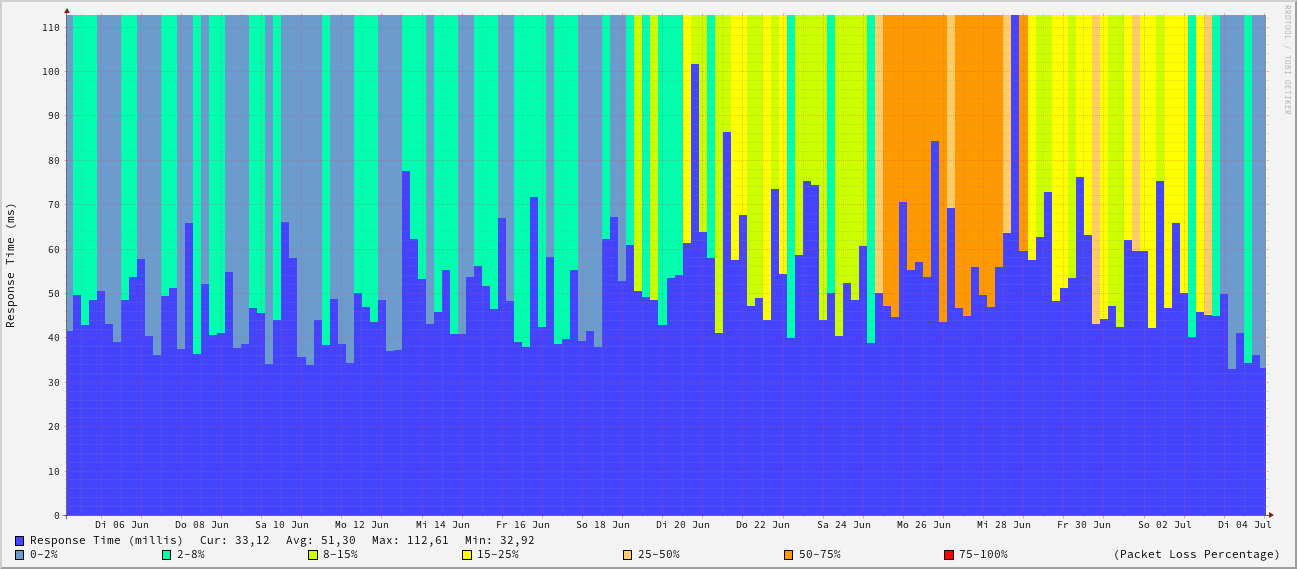 RRDTOOL / TOBI OETIKER
Response Time (ms)
110
100
90
80
70
60
50
40
30
20
10
0
Di 06 Jun Do 08 Jun Sa 10 Jun Mo 12 Jun Mi 14 Jun Fr 16 Jun So 18 Jun Di 20 Jun Do 22 Jun Sa 24 Jun Mo 26 Jun Mi 28 Jun Fr 30 Jun So 02 Jul Di 04 Jul
Response Time (millis) Cur: 33,12 Avg: 51,30 Max: 112,61 Min: 32,92
0-2% 2-8% 8-15% 15-25% 25-50% 50-75% 75-100% (Packet Loss Percentage)